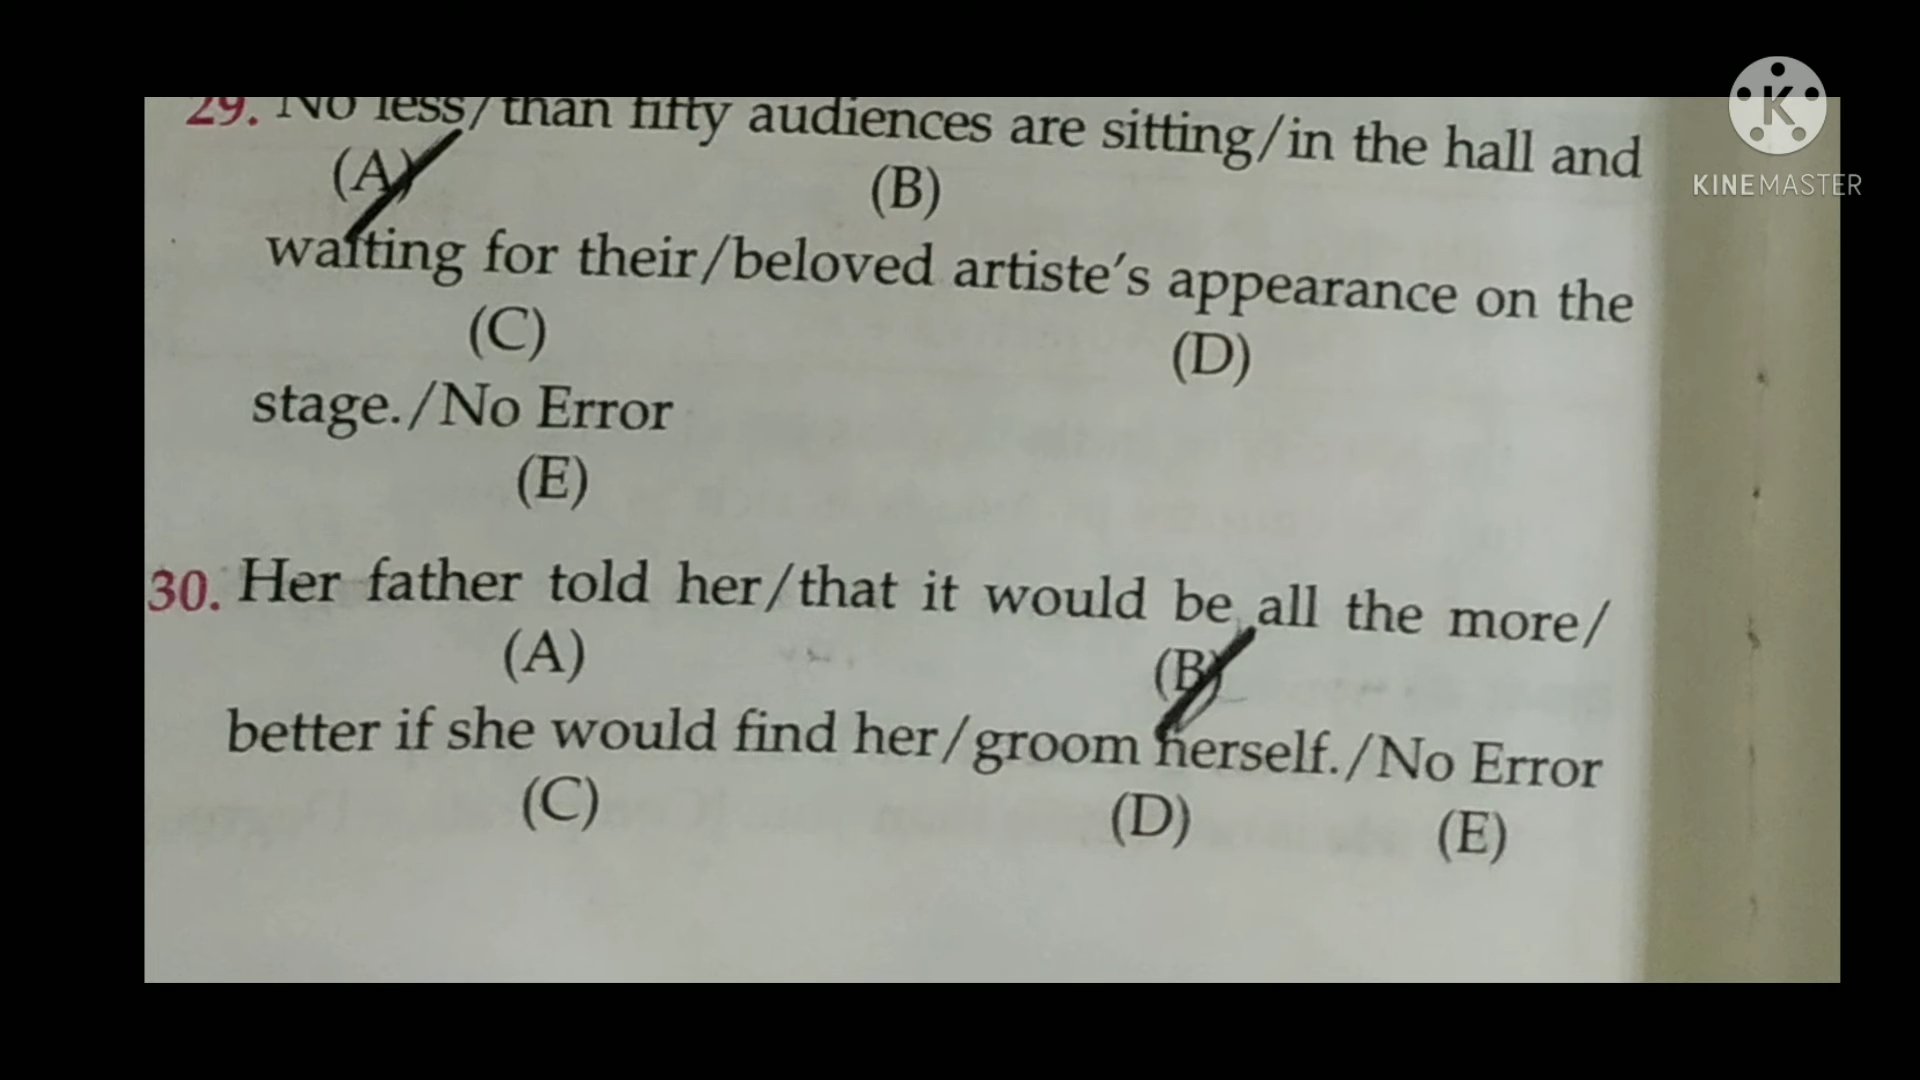 29. No less/than fifty audiences are sitting/in the hall and
(A) (B)
waiting for their/beloved artiste's appearance on the
(C) (D)
stage./No Error
(E)
30. Her father told her/that it would be all the more/
(A) (B)
better if she would find her/groom herself./No Error
(C) (D) (E)
K
KINEMASTER